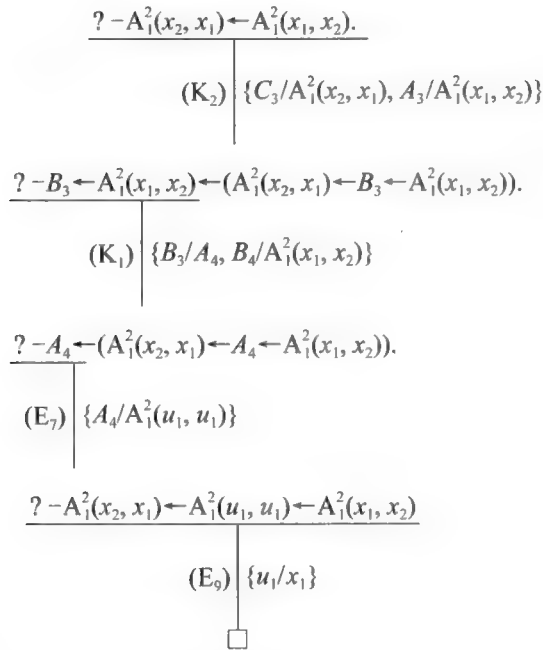 ? −A₁²(x₂, x₁)←A₁²(x₁, x₂).
(K₂) {C₃/A₁²(x₂, x₁), A₃/A₁²(x₁, x₂)}
? −B₃←A₁²(x₁, x₂)←(A₁²(x₂, x₁)←B₃←A₁²(x₁, x₂)).
(K₁) {B₃/A₄, B₄/A₁²(x₁, x₂)}
? −A₄←(A₁²(x₂, x₁)←A₄←A₁²(x₁, x₂)).
(E₇) {A₄/A₁²(u₁, u₁)}
? −A₁²(x₂, x₁)←A₁²(u₁, u₁)←A₁²(x₁, x₂)
(E₉) {u₁/x₁}